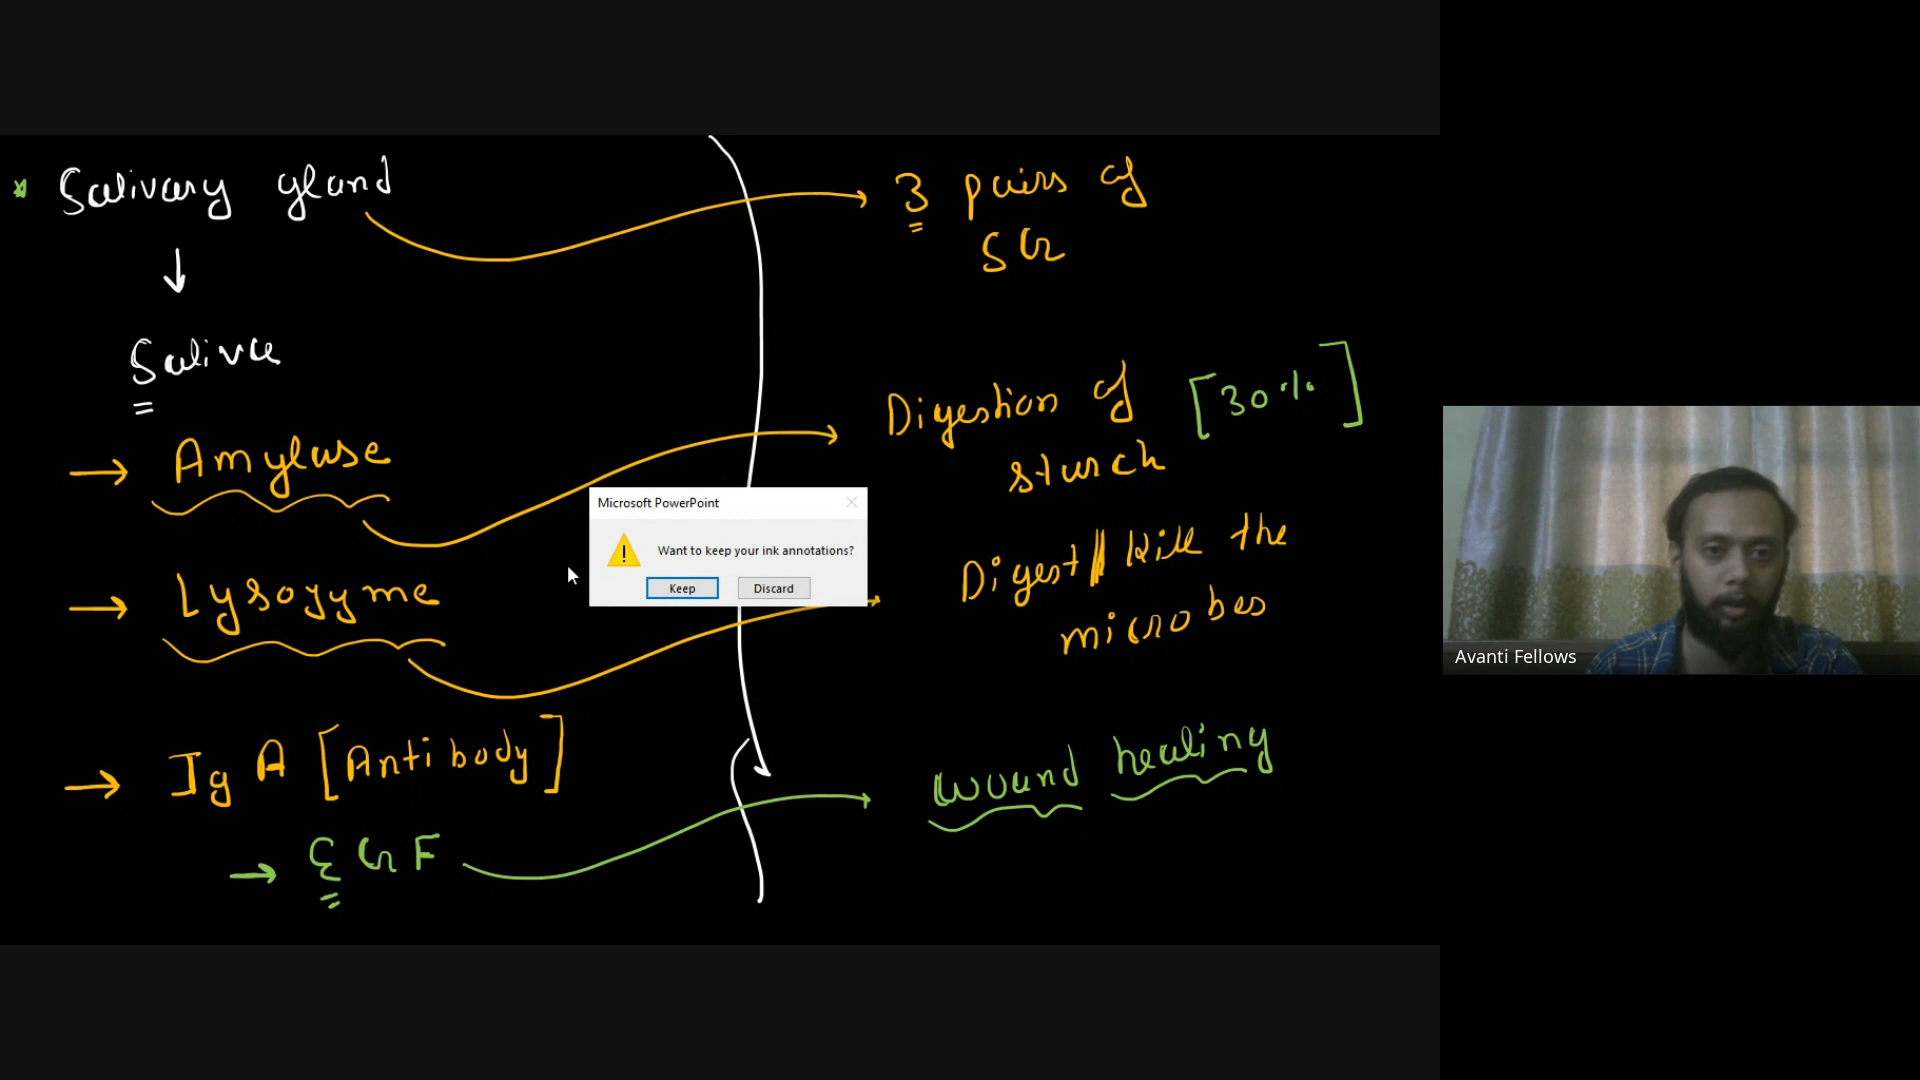 * Salivary gland
3 pairs of
SG
Saliva
Digestion of [30%]
starch
→ Amylase
Microsoft PowerPoint
Want to keep your ink annotations?
Keep Discard
Digest/kill the
microbes
→ Lysozyme
Avanti Fellows
→ Ig A [Antibody]
wound healing
→ EGF